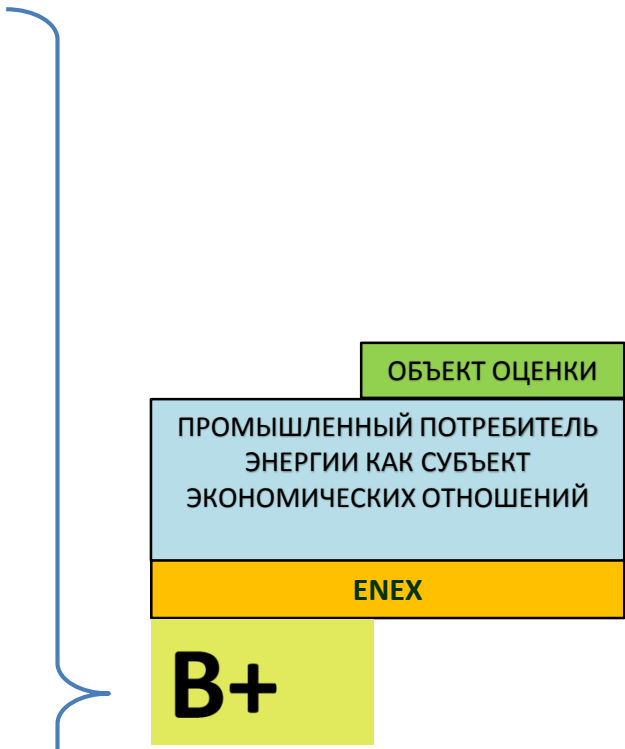 ОБЪЕКТ ОЦЕНКИ
ПРОМЫШЛЕННЫЙ ПОТРЕБИТЕЛЬ
ЭНЕРГИИ КАК СУБЪЕКТ
ЭКОНОМИЧЕСКИХ ОТНОШЕНИЙ
ENEX
B+